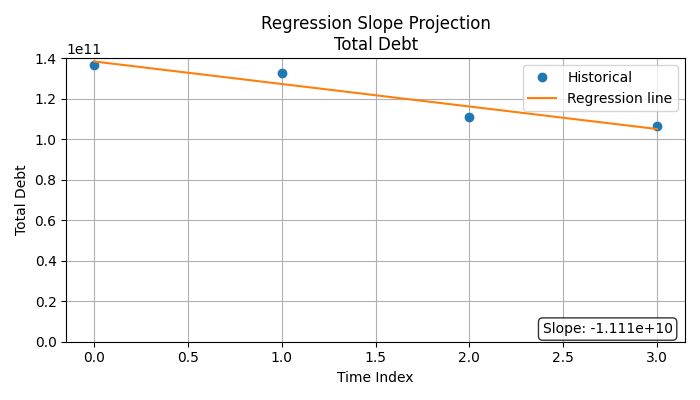 Regression Slope Projection
Total Debt
1e11
1.4
1.2
1.0
0.8
0.6
0.4
0.2
0.0
Total Debt
Historical
Regression line
Slope: -1.111e+10
0.0 0.5 1.0 1.5 2.0 2.5 3.0
Time Index